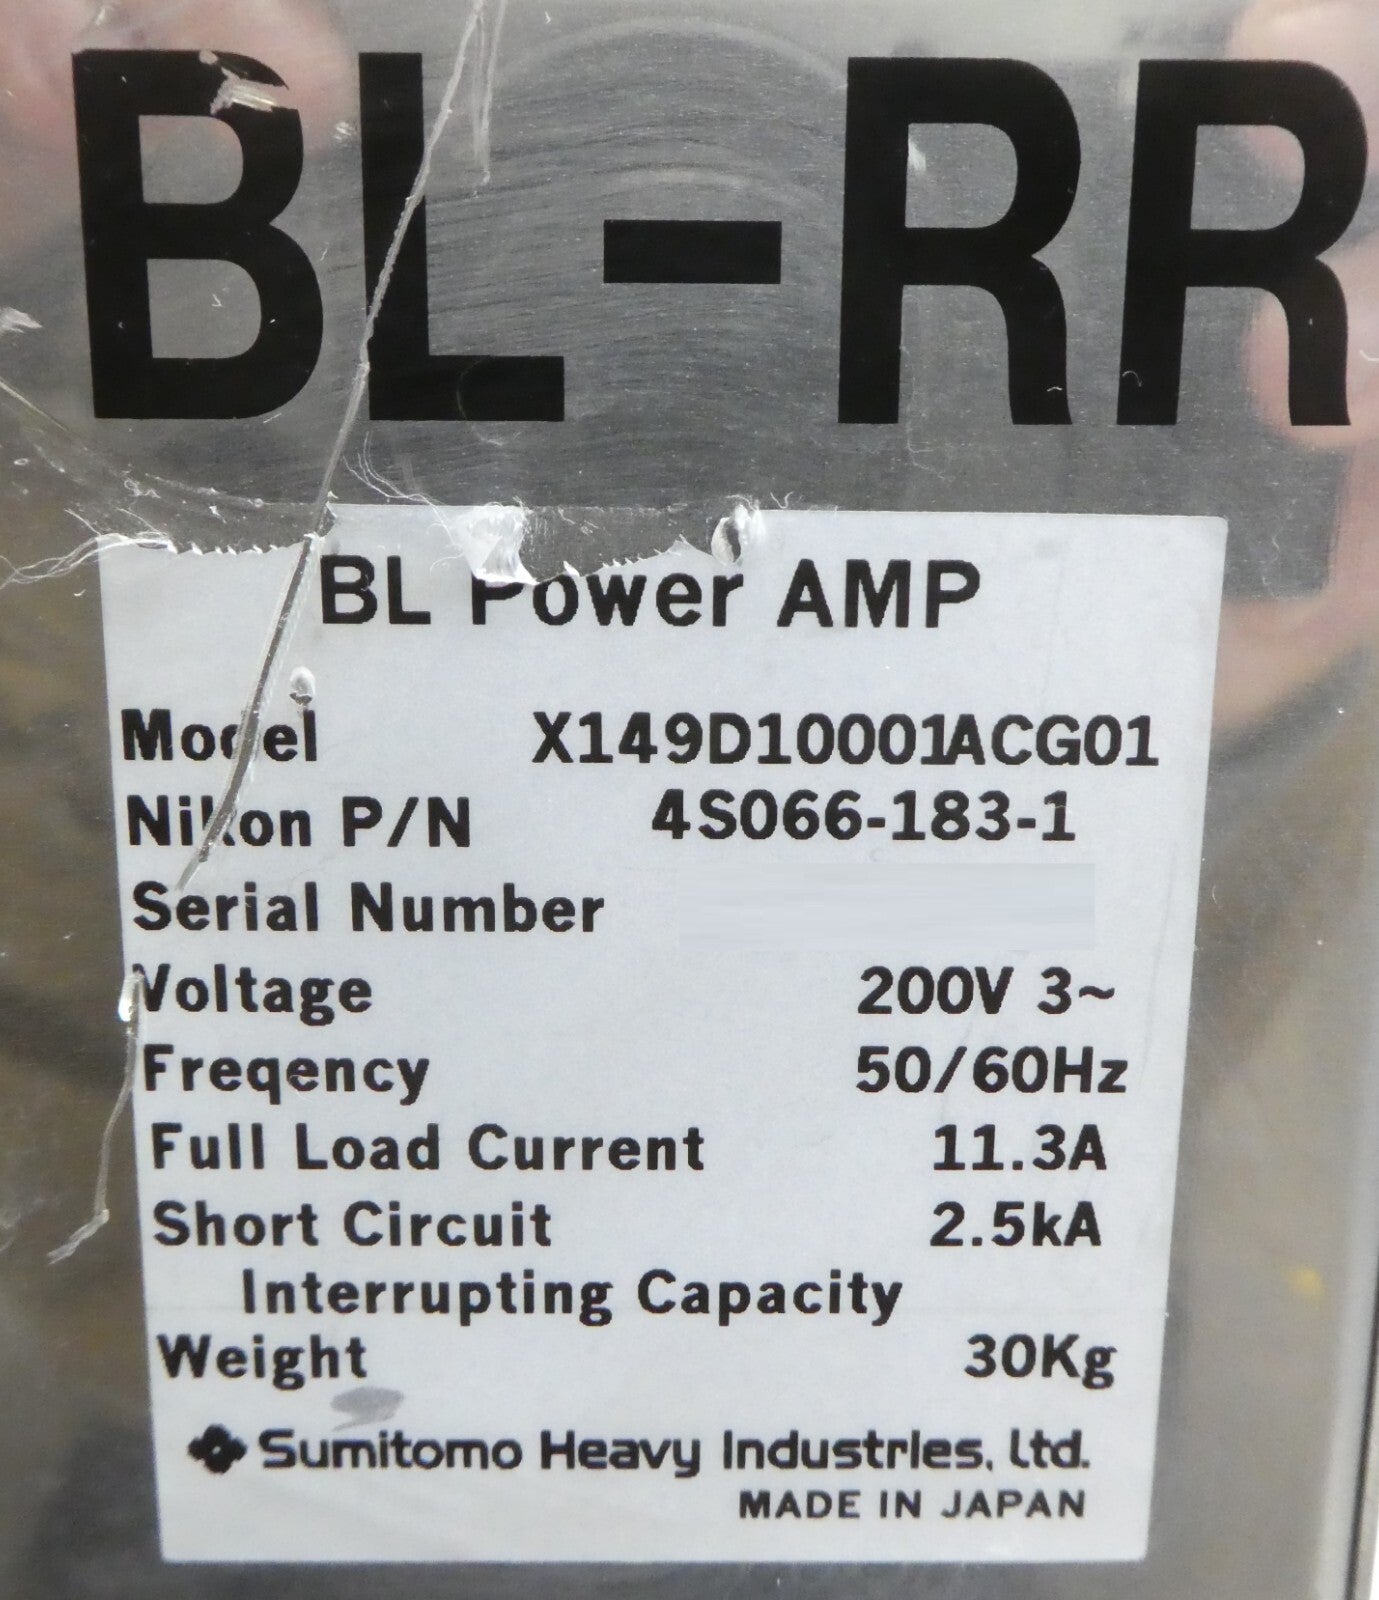 BL-RR
BL Power AMP
Model X149D10001ACG01
Nikon P/N 4S066-183-1
Serial Number
Voltage 200V 3~
Freqency 50/60Hz
Full Load Current 11.3A
Short Circuit 2.5kA
Interrupting Capacity
Weight 30Kg
Sumitomo Heavy Industries, Ltd.
MADE IN JAPAN